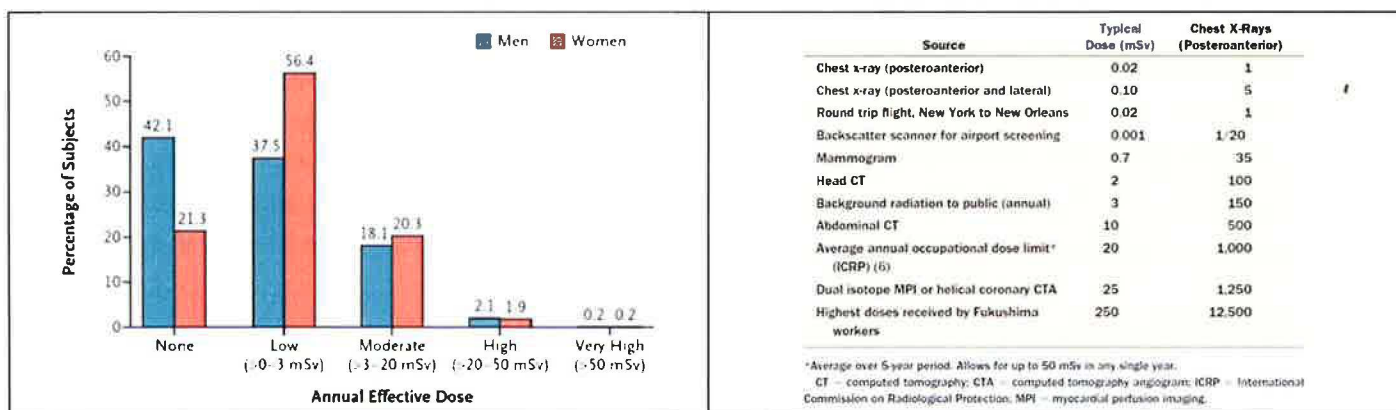 Men Women
60
50
40
30
20
10
0
Percentage of Subjects
42.1
21.3
37.5
56.4
18.1
20.3
2.1
1.9
0.2 0.2
None
Low
(>0–3 mSv)
Moderate
(>3–20 mSv)
High
(>20–50 mSv)
Very High
(>50 mSv)
Annual Effective Dose
Typical Chest X-Rays
Source Dose (mSv) (Posteroanterior)
Chest x-ray (posteroanterior) 0.02 1
Chest x-ray (posteroanterior and lateral) 0.10 5
Round trip flight, New York to New Orleans 0.02 1
Backscatter scanner for airport screening 0.001 1/20
Mammogram 0.7 35
Head CT 2 100
Background radiation to public (annual) 3 150
Abdominal CT 10 500
Average annual occupational dose limit* 20 1,000
(ICRP) (6)
Dual isotope MPI or helical coronary CTA 25 1,250
Highest doses received by Fukushima 250 12,500
workers
*Average over 5-year period. Allows for up to 50 mSv in any single year.
CT = computed tomography; CTA = computed tomography angiogram; ICRP = International
Commission on Radiological Protection; MPI = myocardial perfusion imaging.